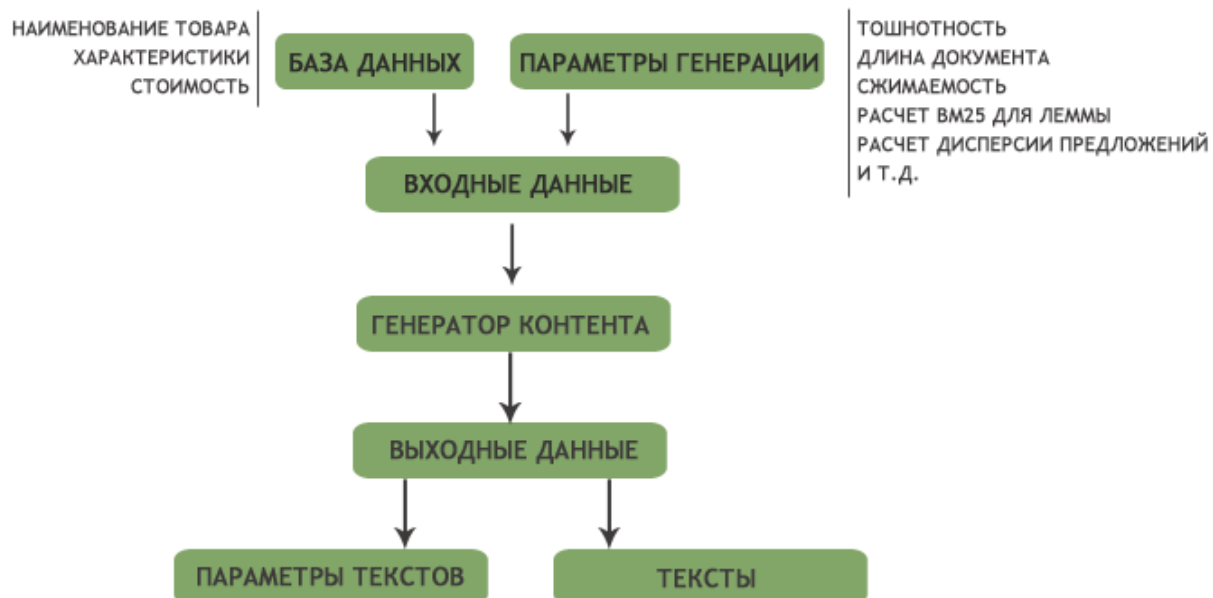 НАИМЕНОВАНИЕ ТОВАРА
ХАРАКТЕРИСТИКИ
СТОИМОСТЬ
БАЗА ДАННЫХ
ПАРАМЕТРЫ ГЕНЕРАЦИИ
ТОШНОТНОСТЬ
ДЛИНА ДОКУМЕНТА
СЖИМАЕМОСТЬ
РАСЧЕТ BM25 ДЛЯ ЛЕММЫ
РАСЧЕТ ДИСПЕРСИИ ПРЕДЛОЖЕНИЙ
И Т.Д.
ВХОДНЫЕ ДАННЫЕ
ГЕНЕРАТОР КОНТЕНТА
ВЫХОДНЫЕ ДАННЫЕ
ПАРАМЕТРЫ ТЕКСТОВ
ТЕКСТЫ